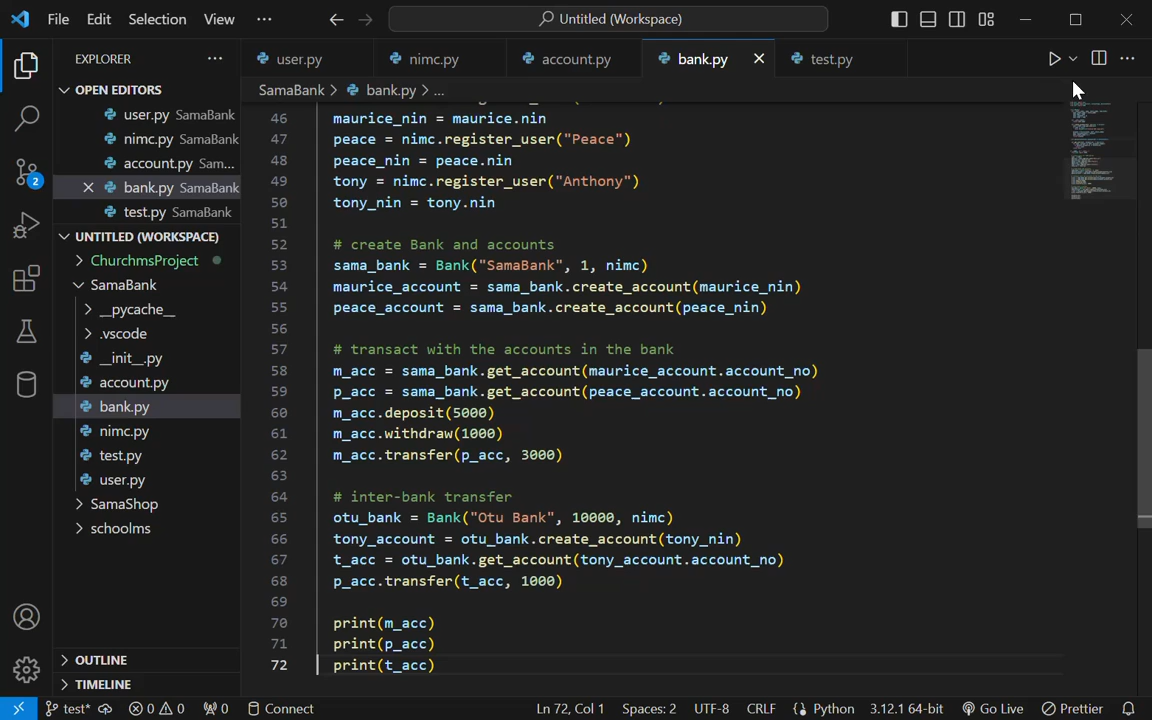 File Edit Selection View ... Untitled (Workspace)
EXPLORER ...
user.py nimc.py account.py bank.py test.py
OPEN EDITORS
user.py SamaBank
nimc.py SamaBank
account.py Sam...
bank.py SamaBank
test.py SamaBank
UNTITLED (WORKSPACE)
ChurchmsProject
SamaBank
__pycache__
.vscode
__init__.py
account.py
bank.py
nimc.py
test.py
user.py
SamaShop
schoolms
OUTLINE
TIMELINE
2
SamaBank > bank.py > ...
46 maurice_nin = maurice.nin
47 peace = nimc.register_user("Peace")
48 peace_nin = peace.nin
49 tony = nimc.register_user("Anthony")
50 tony_nin = tony.nin
51
52 # create Bank and accounts
53 sama_bank = Bank("SamaBank", 1, nimc)
54 maurice_account = sama_bank.create_account(maurice_nin)
55 peace_account = sama_bank.create_account(peace_nin)
56
57 # transact with the accounts in the bank
58 m_acc = sama_bank.get_account(maurice_account.account_no)
59 p_acc = sama_bank.get_account(peace_account.account_no)
60 m_acc.deposit(5000)
61 m_acc.withdraw(1000)
62 m_acc.transfer(p_acc, 3000)
63
64 # inter-bank transfer
65 otu_bank = Bank("Otu Bank", 10000, nimc)
66 tony_account = otu_bank.create_account(tony_nin)
67 t_acc = otu_bank.get_account(tony_account.account_no)
68 p_acc.transfer(t_acc, 1000)
69
70 print(m_acc)
71 print(p_acc)
72 print(t_acc)
test* 0 0 0 Connect Ln 72, Col 1 Spaces: 2 UTF-8 CRLF Python 3.12.1 64-bit Go Live Prettier